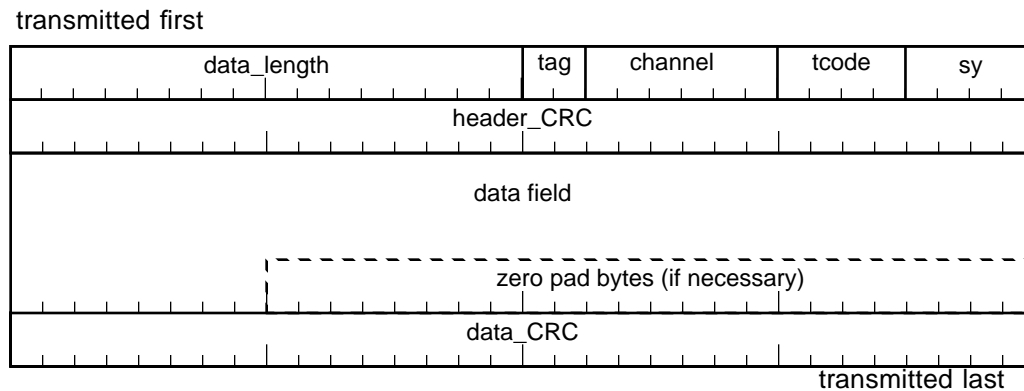 transmitted first
data_length tag channel tcode sy
header_CRC
data field
zero pad bytes (if necessary)
data_CRC
transmitted last